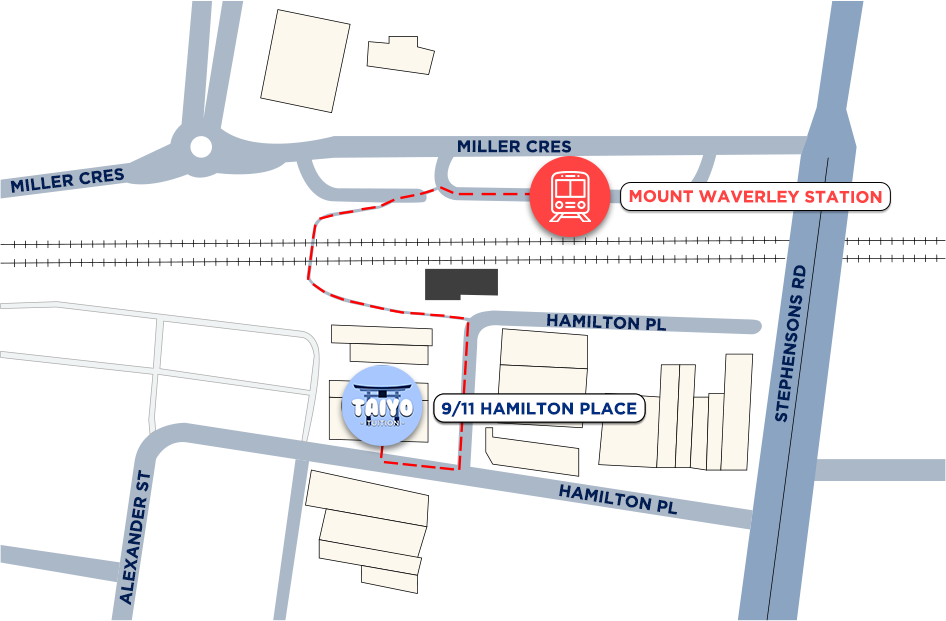 MILLER CRES
MILLER CRES
MOUNT WAVERLEY STATION
STEPHENSONS RD
HAMILTON PL
TAIYO
- TUITION -
9/11 HAMILTON PLACE
HAMILTON PL
ALEXANDER ST